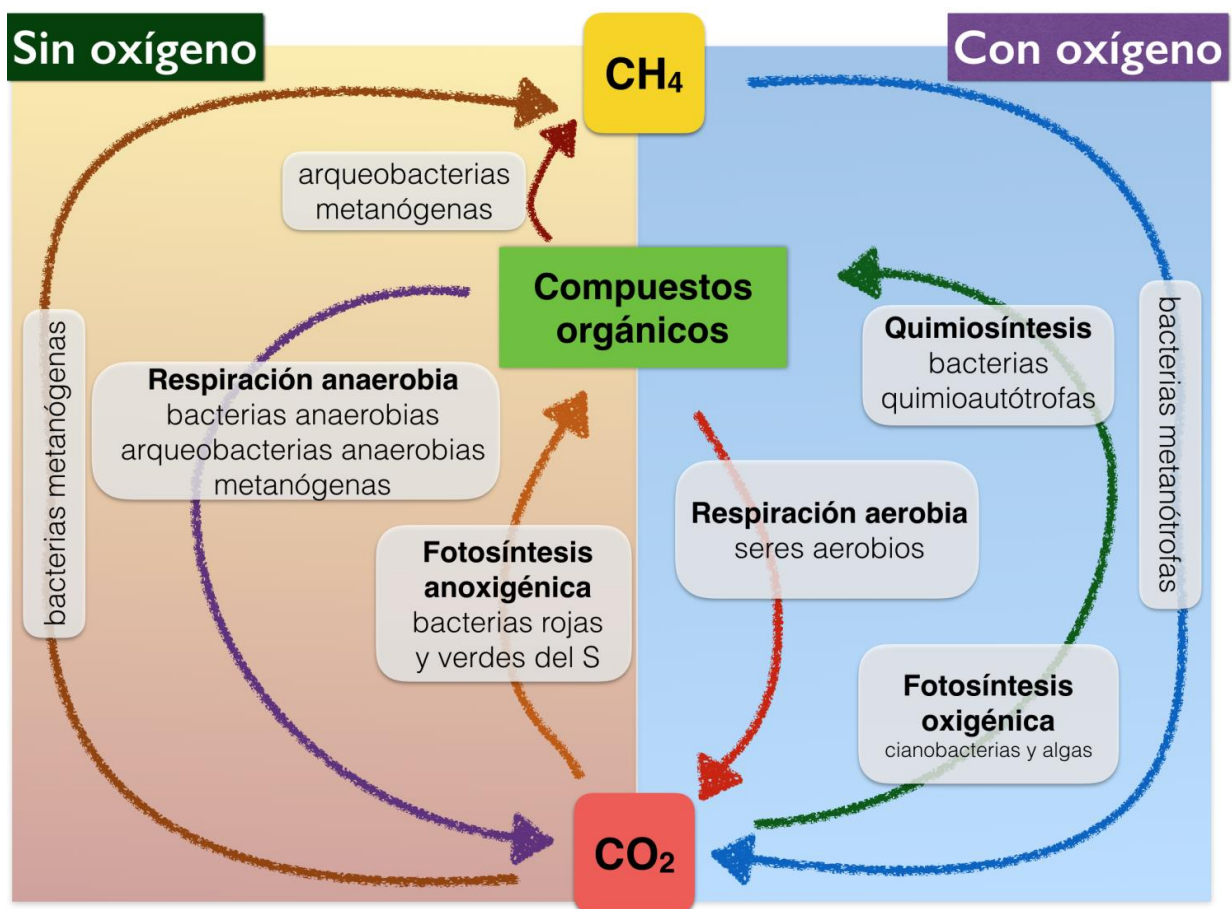 Sin oxígeno
CH₄
Con oxígeno
arqueobacterias
metanógenas
Compuestos
orgánicos
Quimiosíntesis
bacterias
quimioautótrofas
bacterias metanógenas
Respiración anaerobia
bacterias anaerobias
arqueobacterias anaerobias
metanógenas
bacterias metanótrofas
Fotosíntesis
anoxigénica
bacterias rojas
y verdes del S
Respiración aerobia
seres aerobios
Fotosíntesis
oxigénica
cianobacterias y algas
CO₂